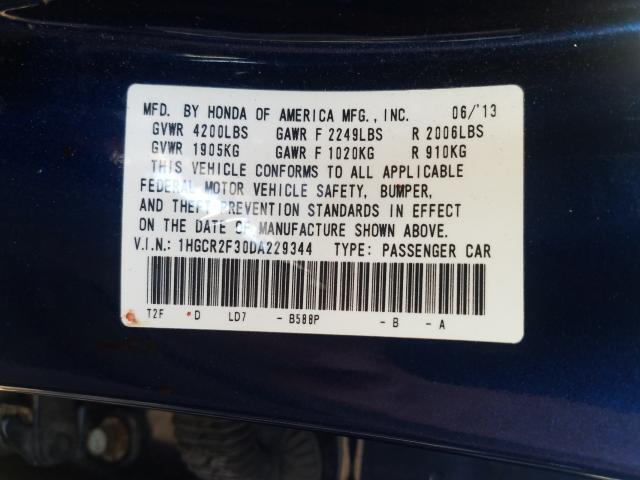 MFD. BY HONDA OF AMERICA MFG., INC. 06/'13
GVWR 4200LBS GAWR F 2249LBS R 2006LBS
GVWR 1905KG GAWR F 1020KG R 910KG
THIS VEHICLE CONFORMS TO ALL APPLICABLE
FEDERAL MOTOR VEHICLE SAFETY, BUMPER,
AND THEFT PREVENTION STANDARDS IN EFFECT
ON THE DATE OF MANUFACTURE SHOWN ABOVE.
V.I.N.: 1HGCR2F30DA229344 TYPE: PASSENGER CAR
T2F D LD7 - B588P - B - A